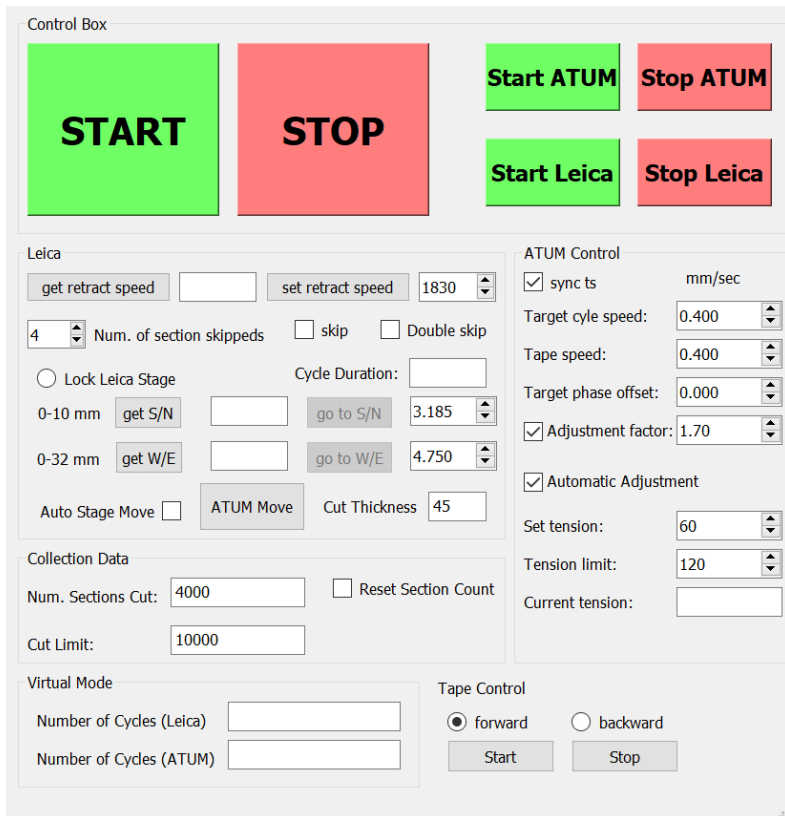 Control Box
START STOP Start ATUM Stop ATUM
Start Leica Stop Leica
Leica
get retract speed set retract speed 1830
4 Num. of section skippeds skip Double skip
Lock Leica Stage Cycle Duration:
0-10 mm get S/N go to S/N 3.185
0-32 mm get W/E go to W/E 4.750
Auto Stage Move ATUM Move Cut Thickness 45
ATUM Control
sync ts mm/sec
Target cyle speed: 0.400
Tape speed: 0.400
Target phase offset: 0.000
Adjustment factor: 1.70
Automatic Adjustment
Set tension: 60
Tension limit: 120
Current tension:
Collection Data
Num. Sections Cut: 4000 Reset Section Count
Cut Limit: 10000
Virtual Mode
Number of Cycles (Leica)
Number of Cycles (ATUM)
Tape Control
forward backward
Start Stop